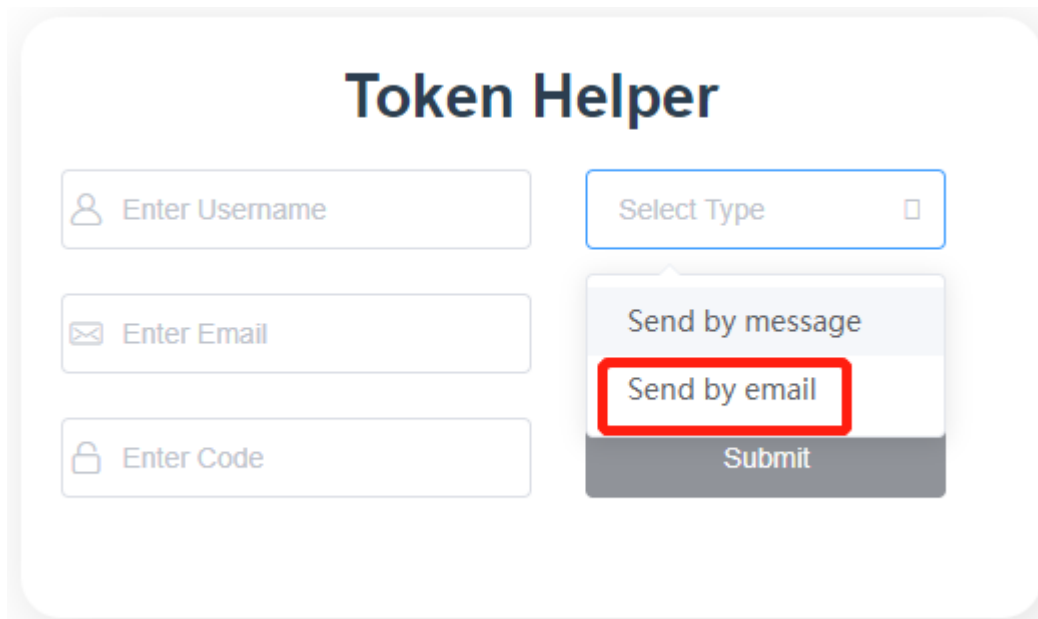 Token Helper
Enter Username
Select Type
Enter Email
Send by message
Send by email
Enter Code
Submit